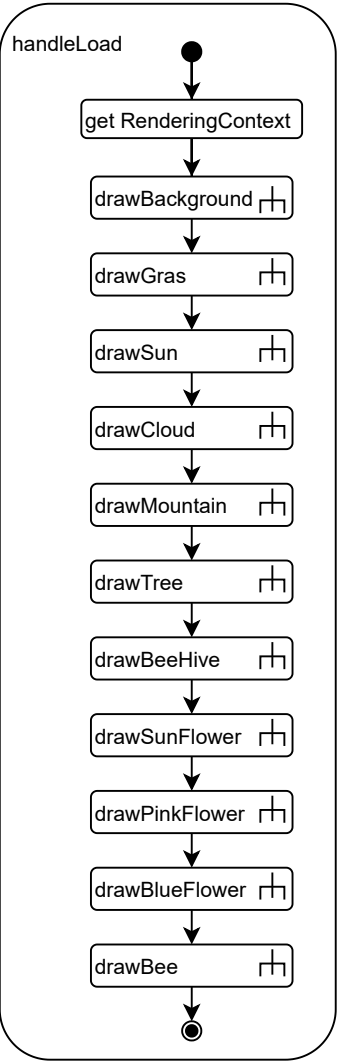 handleLoad
get RenderingContext
drawBackground
drawGras
drawSun
drawCloud
drawMountain
drawTree
drawBeeHive
drawSunFlower
drawPinkFlower
drawBlueFlower
drawBee